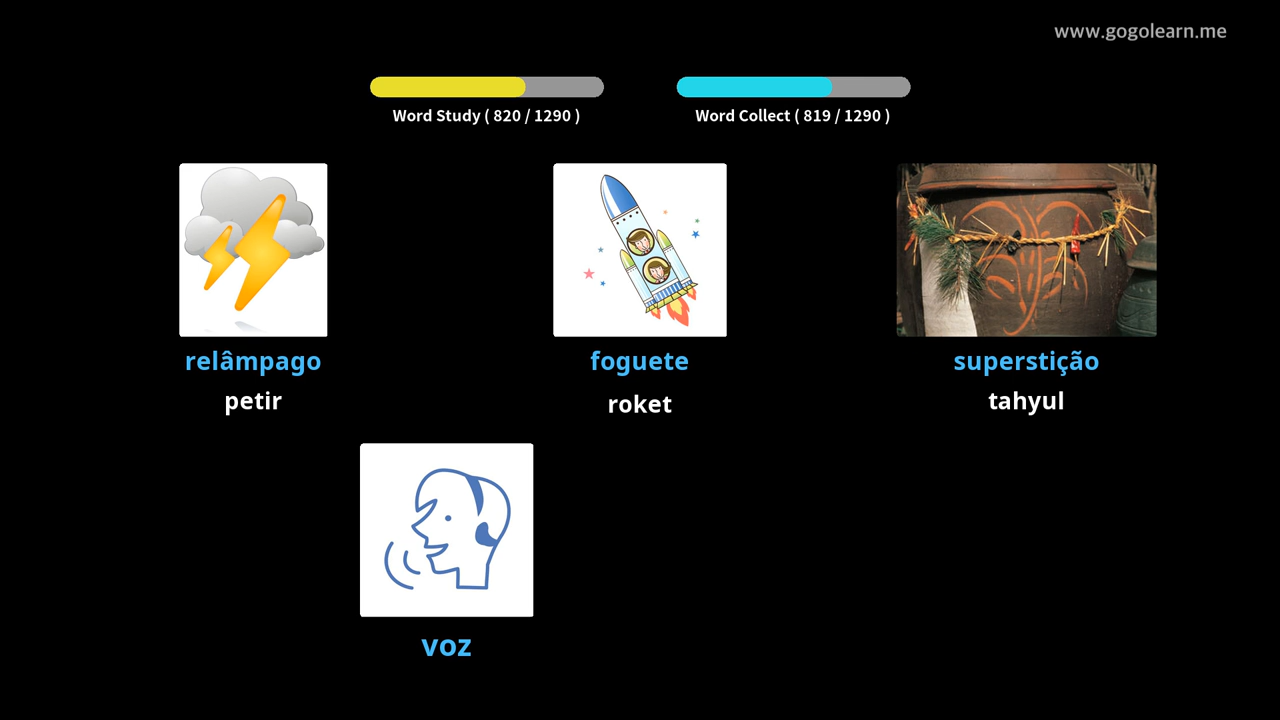 www.gogolearn.me
Word Study ( 820 / 1290 )
Word Collect ( 819 / 1290 )
relâmpago
petir
foguete
roket
superstição
tahyul
voz